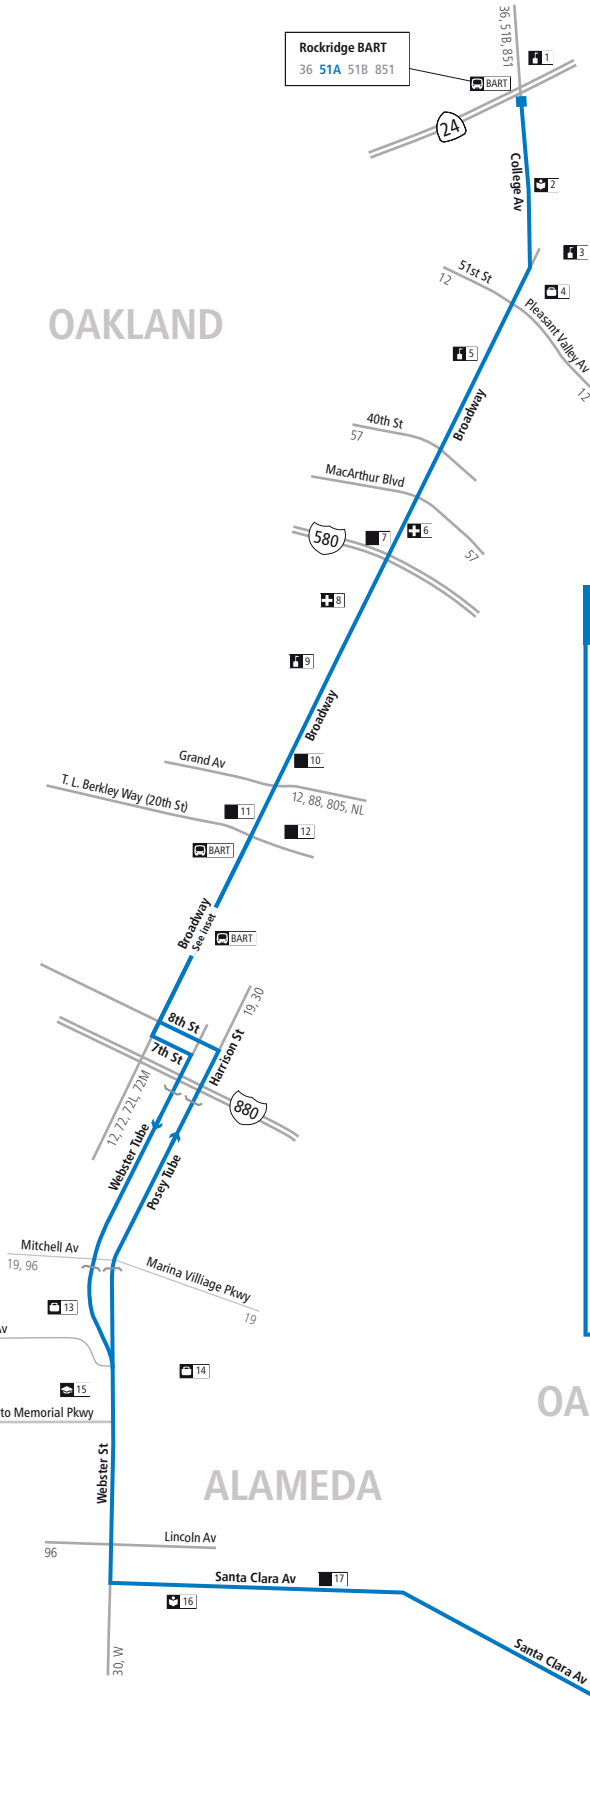 36, 51B, 851
Rockridge BART
36 51A 51B 851
1
BART
24
College Av
2
3
51st St
12
4
Pleasant Valley Av
12
OAKLAND
5
Broadway
40th St
57
MacArthur Blvd
580
7
6
57
8
9
Broadway
Grand Av
10
T. L. Berkley Way (20th St)
12, 88, 805, NL
11
12
BART
Broadway
See inset
BART
19, 30
8th St
7th St
Harrison St
12, 72, 72L, 72M
880
Webster Tube
Posey Tube
Mitchell Av
19, 96
Marina Villiage Pkwy
19
13
Av
14
15
to Memorial Pkwy
OA
Webster St
ALAMEDA
Lincoln Av
96
Santa Clara Av
17
16
30, W
Santa Clara Av